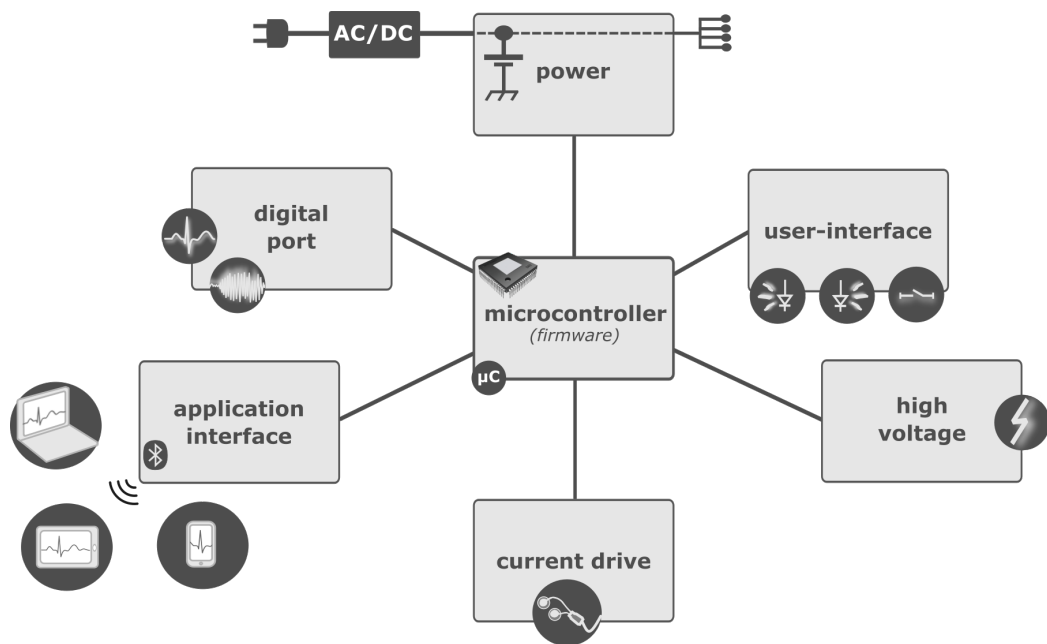 AC/DC
power
digital
port
user-interface
microcontroller
(firmware)
µC
application
interface
high
voltage
current drive